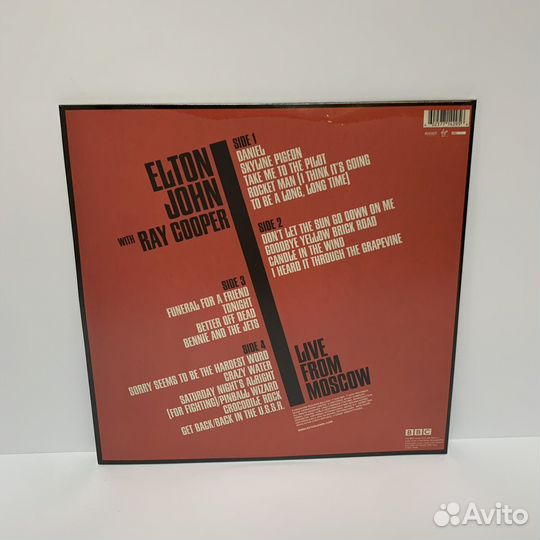 ELTON
JOHN
WITH RAY COOPER
SIDE 1
DANIEL
SKYLINE PIGEON
TAKE ME TO THE PILOT
ROCKET MAN [I THINK IT'S GOING
TO BE A LONG, LONG TIME]
SIDE 2
DON'T LET THE SUN GO DOWN ON ME
GOODBYE YELLOW BRICK ROAD
CANDLE IN THE WIND
I HEARD IT THROUGH THE GRAPEVINE
SIDE 3
FUNERAL FOR A FRIEND
TONIGHT
BETTER OFF DEAD
BENNIE AND THE JETS
SIDE 4
SORRY SEEMS TO BE THE HARDEST WORD
CRAZY WATER
SATURDAY NIGHT'S ALRIGHT
[FOR FIGHTING]/PINBALL WIZARD
CROCODILE ROCK
GET BACK/BACK IN THE U.S.S.R.
LIVE
FROM
MOSCOW
BBC
Avito